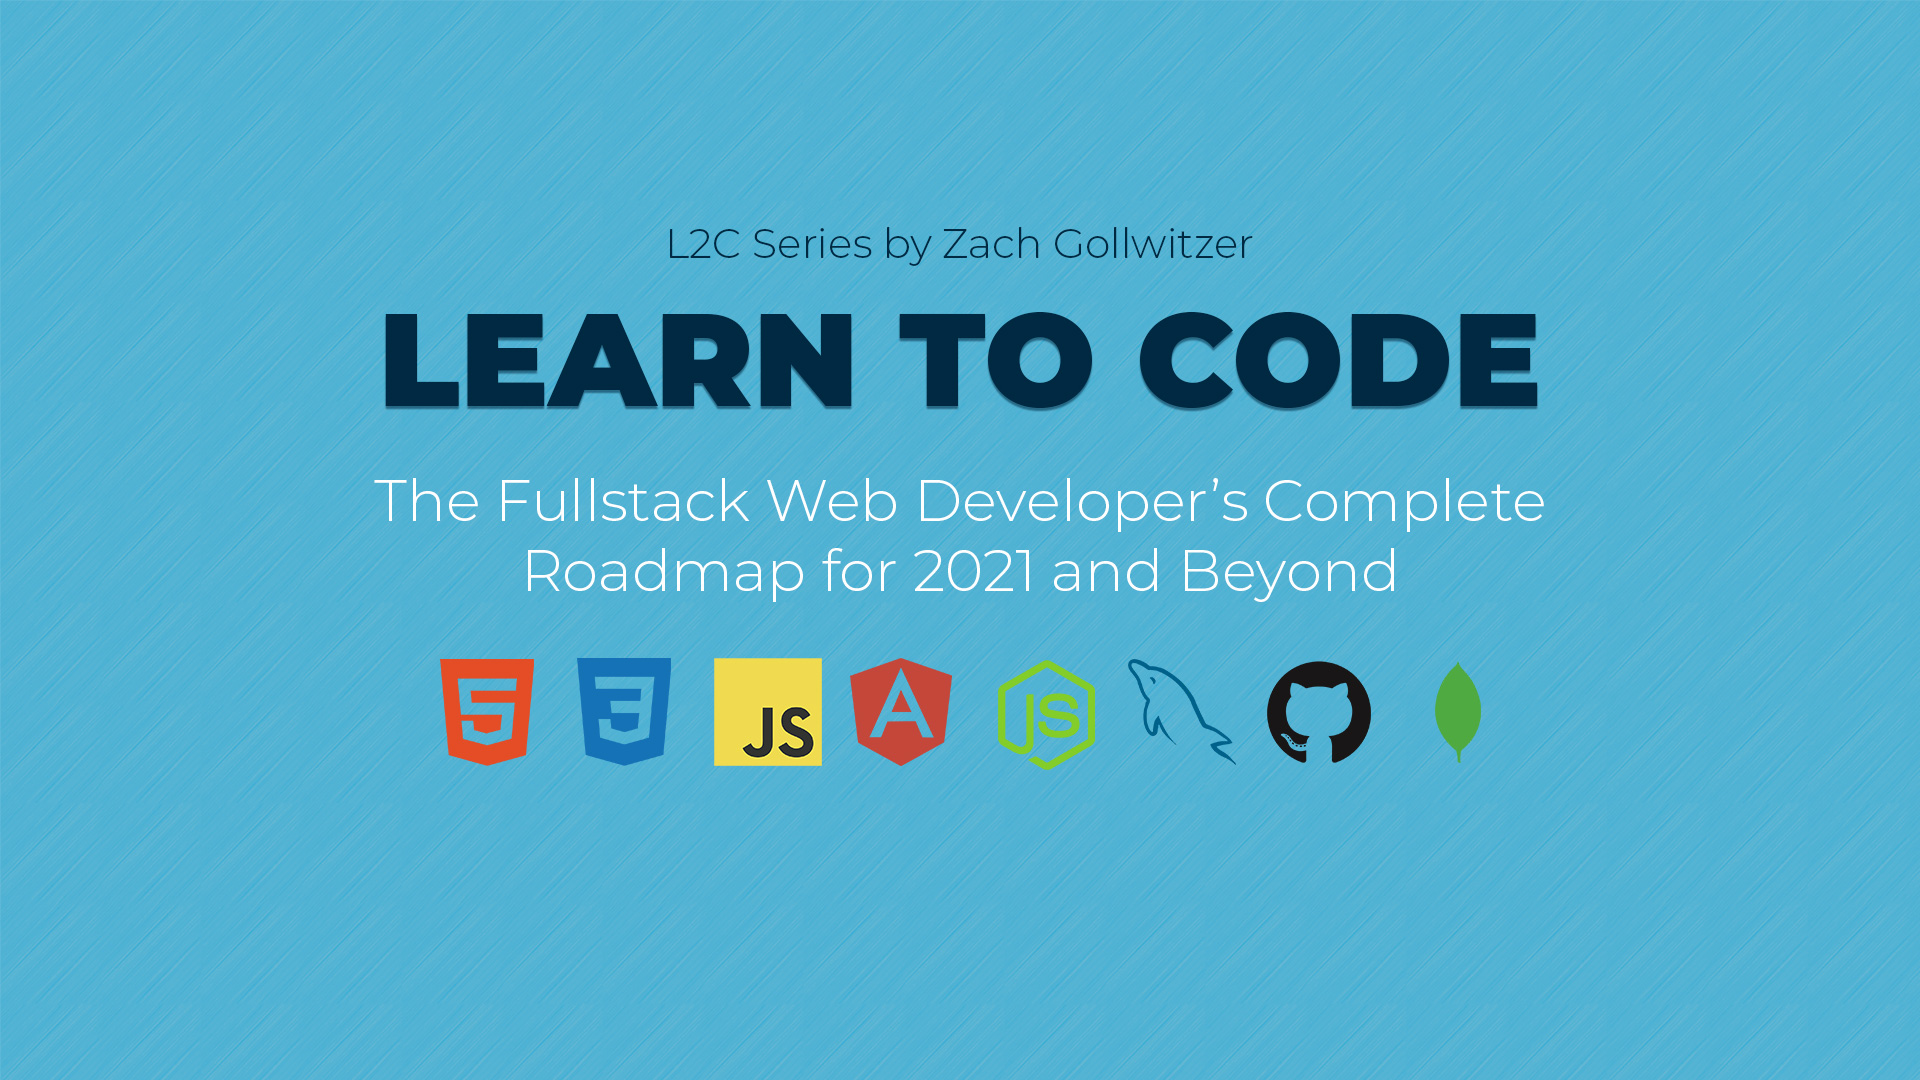 L2C Series by Zach Gollwitzer
LEARN TO CODE
The Fullstack Web Developer’s Complete
Roadmap for 2021 and Beyond
5 3 JS A JS